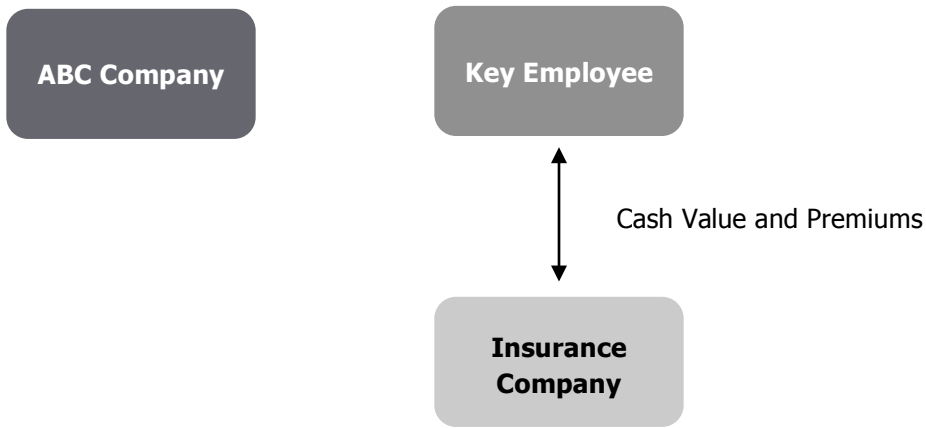 ABC Company
Key Employee
Cash Value and Premiums
Insurance
Company